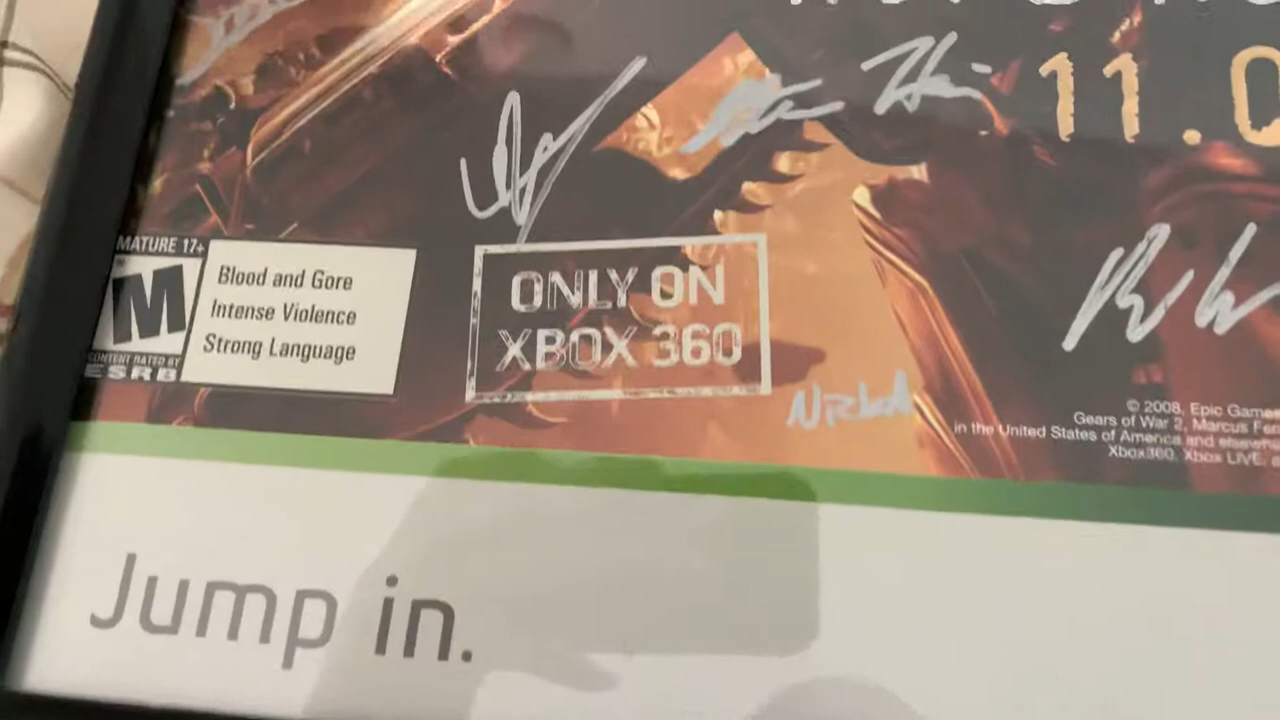 11.0
MATURE 17+
M
CONTENT RATED BY
ESRB
Blood and Gore
Intense Violence
Strong Language
ONLY ON
XBOX 360
© 2008, Epic Game
Gears of War 2, Marcus Fen
in the United States of America and elsewhe
Xbox360, Xbox LIVE, a
Jump in.